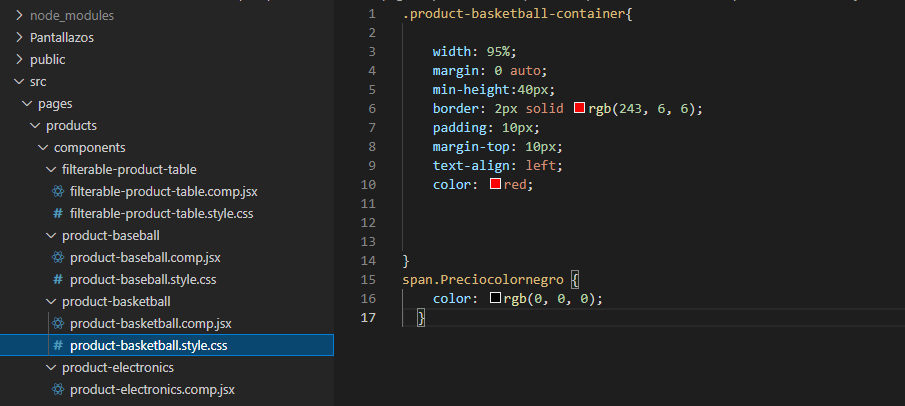 node_modules
Pantallazos
public
src
pages
products
components
filterable-product-table
filterable-product-table.comp.jsx
# filterable-product-table.style.css
product-baseball
product-baseball.comp.jsx
# product-baseball.style.css
product-basketball
product-basketball.comp.jsx
# product-basketball.style.css
product-electronics
product-electronics.comp.jsx
1 .product-basketball-container{
2
3 width: 95%;
4 margin: 0 auto;
5 min-height:40px;
6 border: 2px solid rgb(243, 6, 6);
7 padding: 10px;
8 margin-top: 10px;
9 text-align: left;
10 color: red;
11
12
13
14 }
15 span.Preciocolornegro {
16 color: rgb(0, 0, 0);
17 }